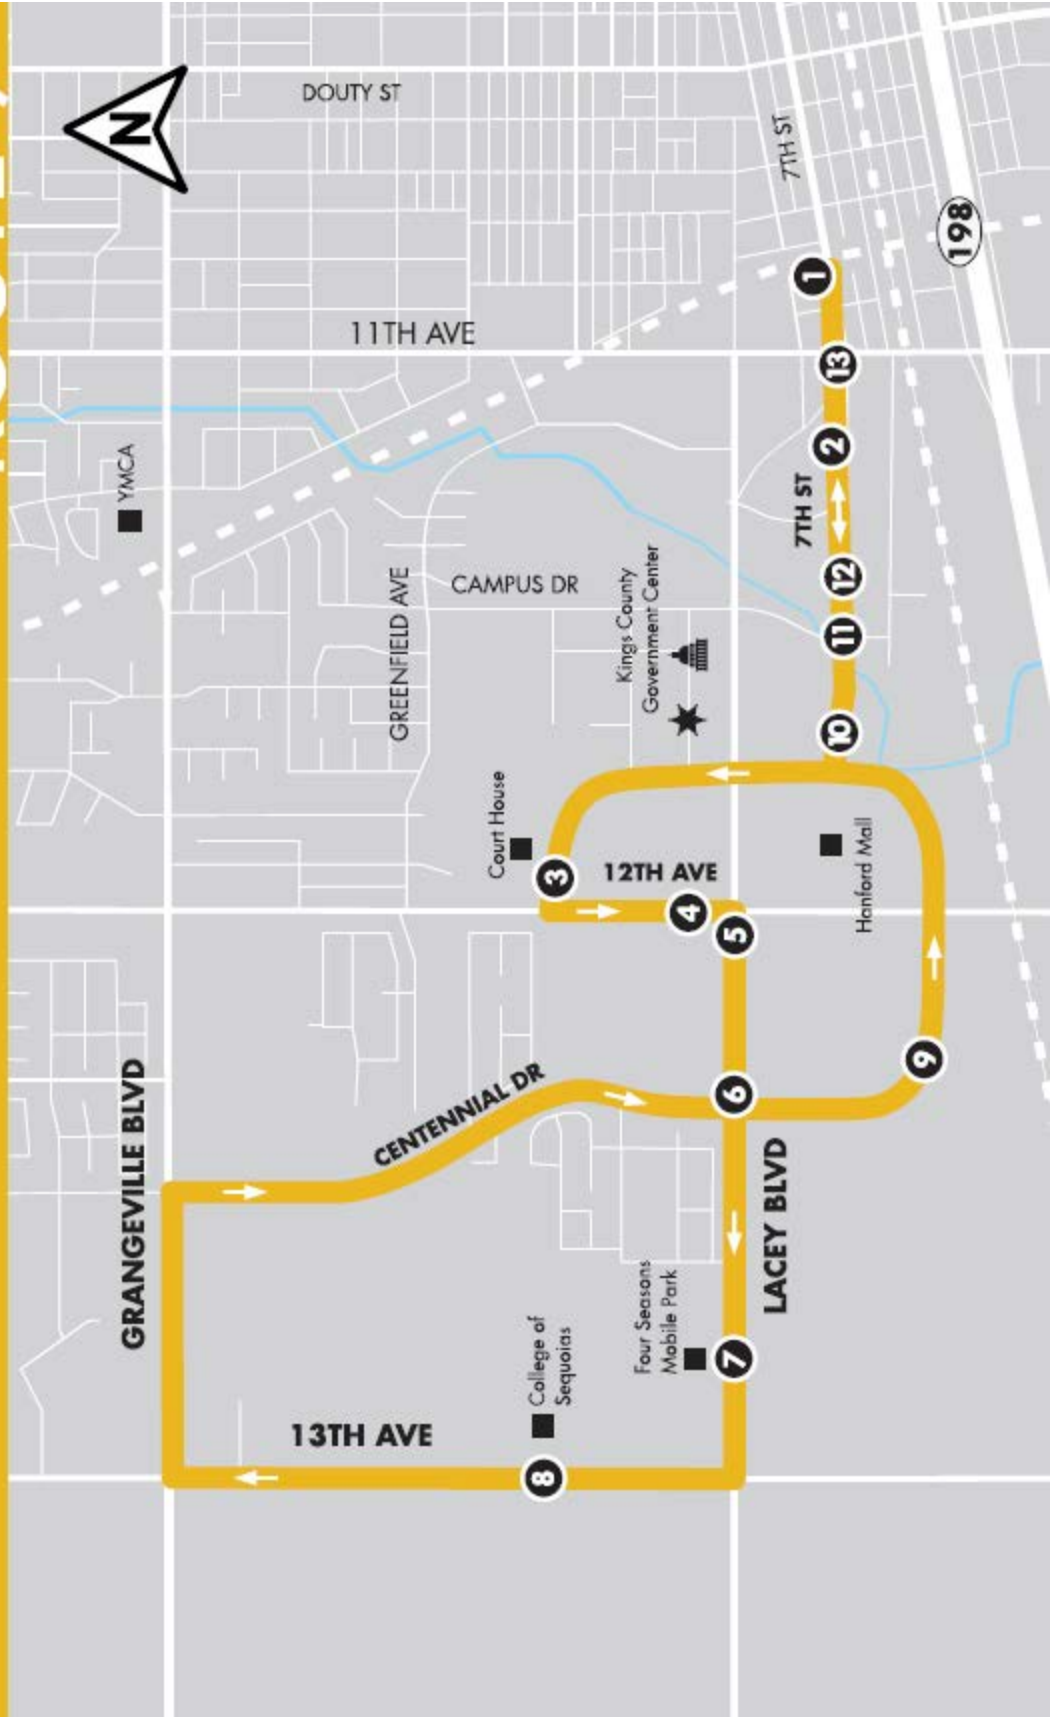 N
DOUTY ST
7TH ST
198
1
11TH AVE
13
YMCA
2
7TH ST
CAMPUS DR
GREENFIELD AVE
Kings County
Government Center
12
11
10
Court House
3
12TH AVE
4
5
Hanford Mall
GRANGEVILLE BLVD
CENTENNIAL DR
6
9
LACEY BLVD
Four Seasons
Mobile Park
7
College of
Sequoias
13TH AVE
8